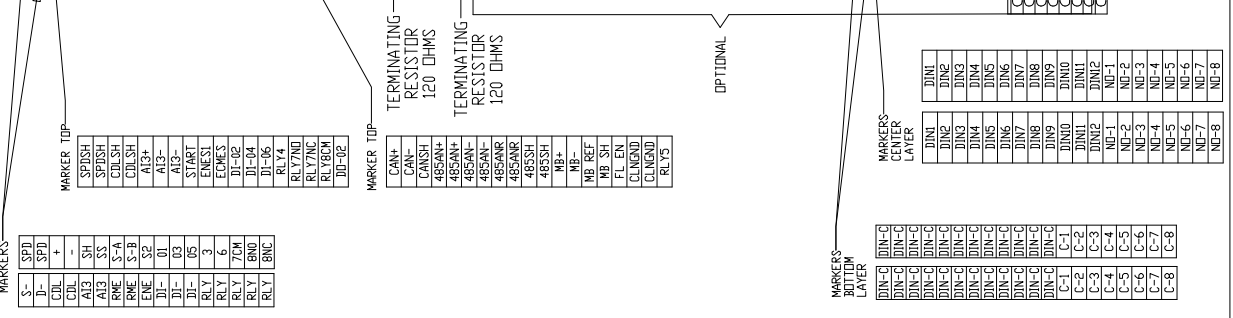 MARKERS
S- SPD
D- SPD
CDL +
CDL -
AI3 SH
AI3 SS
RME S-A
RME S-B
ENE S2
DI- 01
DI- 03
DI- 05
RLY 3
RLY 6
RLY 7CM
RLY 8NO
RLY 8NC
MARKER TOP
SPDSH
SPDSH
CDLSH
CDLSH
AI3+
AI3-
AI3-
START
ENES1
ECMES
DI-02
DI-04
DI-06
RLY4
RLY7NO
RLY7NC
RLY8CM
DO-02
MARKER TOP
CAN+
CAN-
CANSH
485AN+
485AN+
485AN-
485AN-
485ANR
485ANR
485SH
485SH
MB+
MB-
MB REF
MB SH
FL EN
CLNGND
CLNGND
RLY5
TERMINATING
RESISTOR
120 OHMS
TERMINATING
RESISTOR
120 OHMS
OPTIONAL
MARKERS
BOTTOM
LAYER
DIN-C DIN-C
DIN-C DIN-C
DIN-C DIN-C
DIN-C DIN-C
DIN-C DIN-C
DIN-C DIN-C
DIN-C DIN-C
DIN-C DIN-C
DIN-C DIN-C
DIN-C DIN-C
DIN-C DIN-C
DIN-C DIN-C
C-1 C-1
C-2 C-2
C-3 C-3
C-4 C-4
C-5 C-5
C-6 C-6
C-7 C-7
C-8 C-8
MARKERS
CENTER
LAYER
DIN1 DIN1
DIN2 DIN2
DIN3 DIN3
DIN4 DIN4
DIN5 DIN5
DIN6 DIN6
DIN7 DIN7
DIN8 DIN8
DIN9 DIN9
DIN10 DIN10
DIN11 DIN11
DIN12 DIN12
NO-1 NO-1
NO-2 NO-2
NO-3 NO-3
NO-4 NO-4
NO-5 NO-5
NO-6 NO-6
NO-7 NO-7
NO-8 NO-8